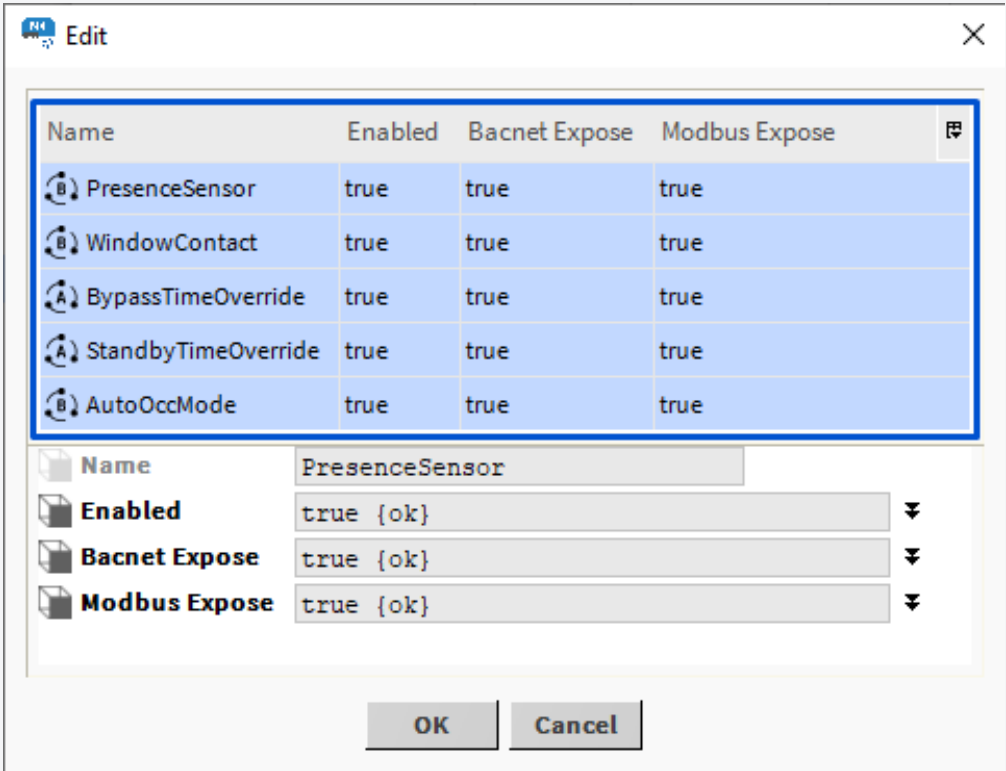 N4 Edit
Name Enabled Bacnet Expose Modbus Expose
B PresenceSensor true true true
B WindowContact true true true
A BypassTimeOverride true true true
A StandbyTimeOverride true true true
B AutoOccMode true true true
Name PresenceSensor
Enabled true {ok}
Bacnet Expose true {ok}
Modbus Expose true {ok}
OK Cancel